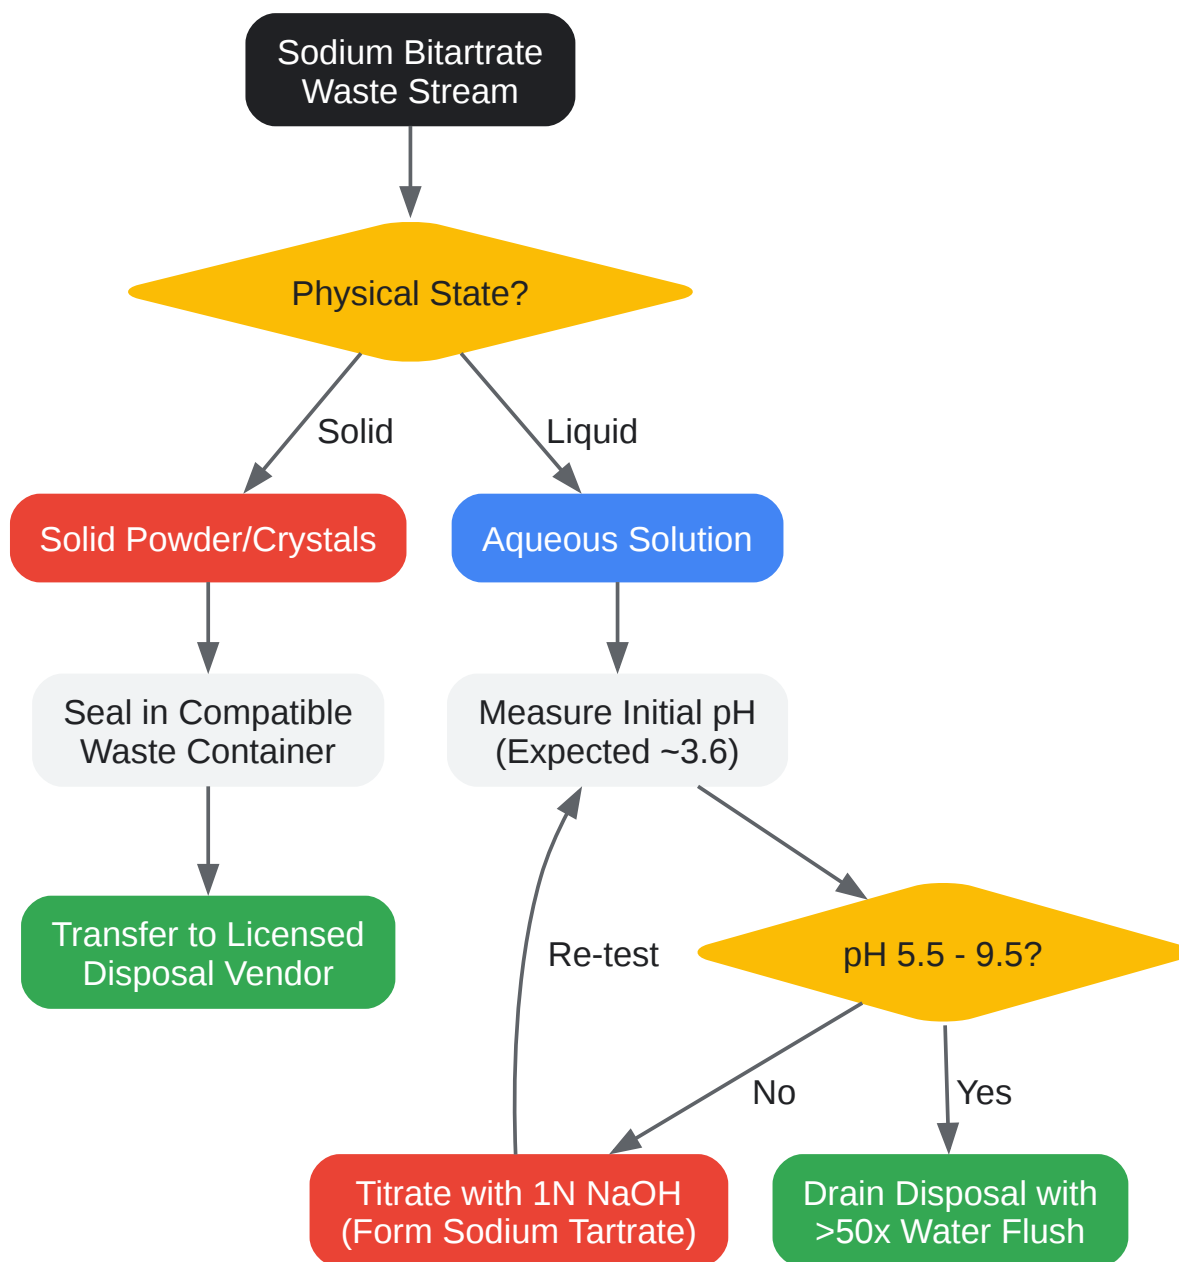 Sodium Bitartrate
Waste Stream
Physical State?
Solid
Liquid
Solid Powder/Crystals
Aqueous Solution
Seal in Compatible
Waste Container
Measure Initial pH
(Expected ~3.6)
Transfer to Licensed
Disposal Vendor
Re-test
pH 5.5 - 9.5?
No
Yes
Titrate with 1N NaOH
(Form Sodium Tartrate)
Drain Disposal with
>50x Water Flush